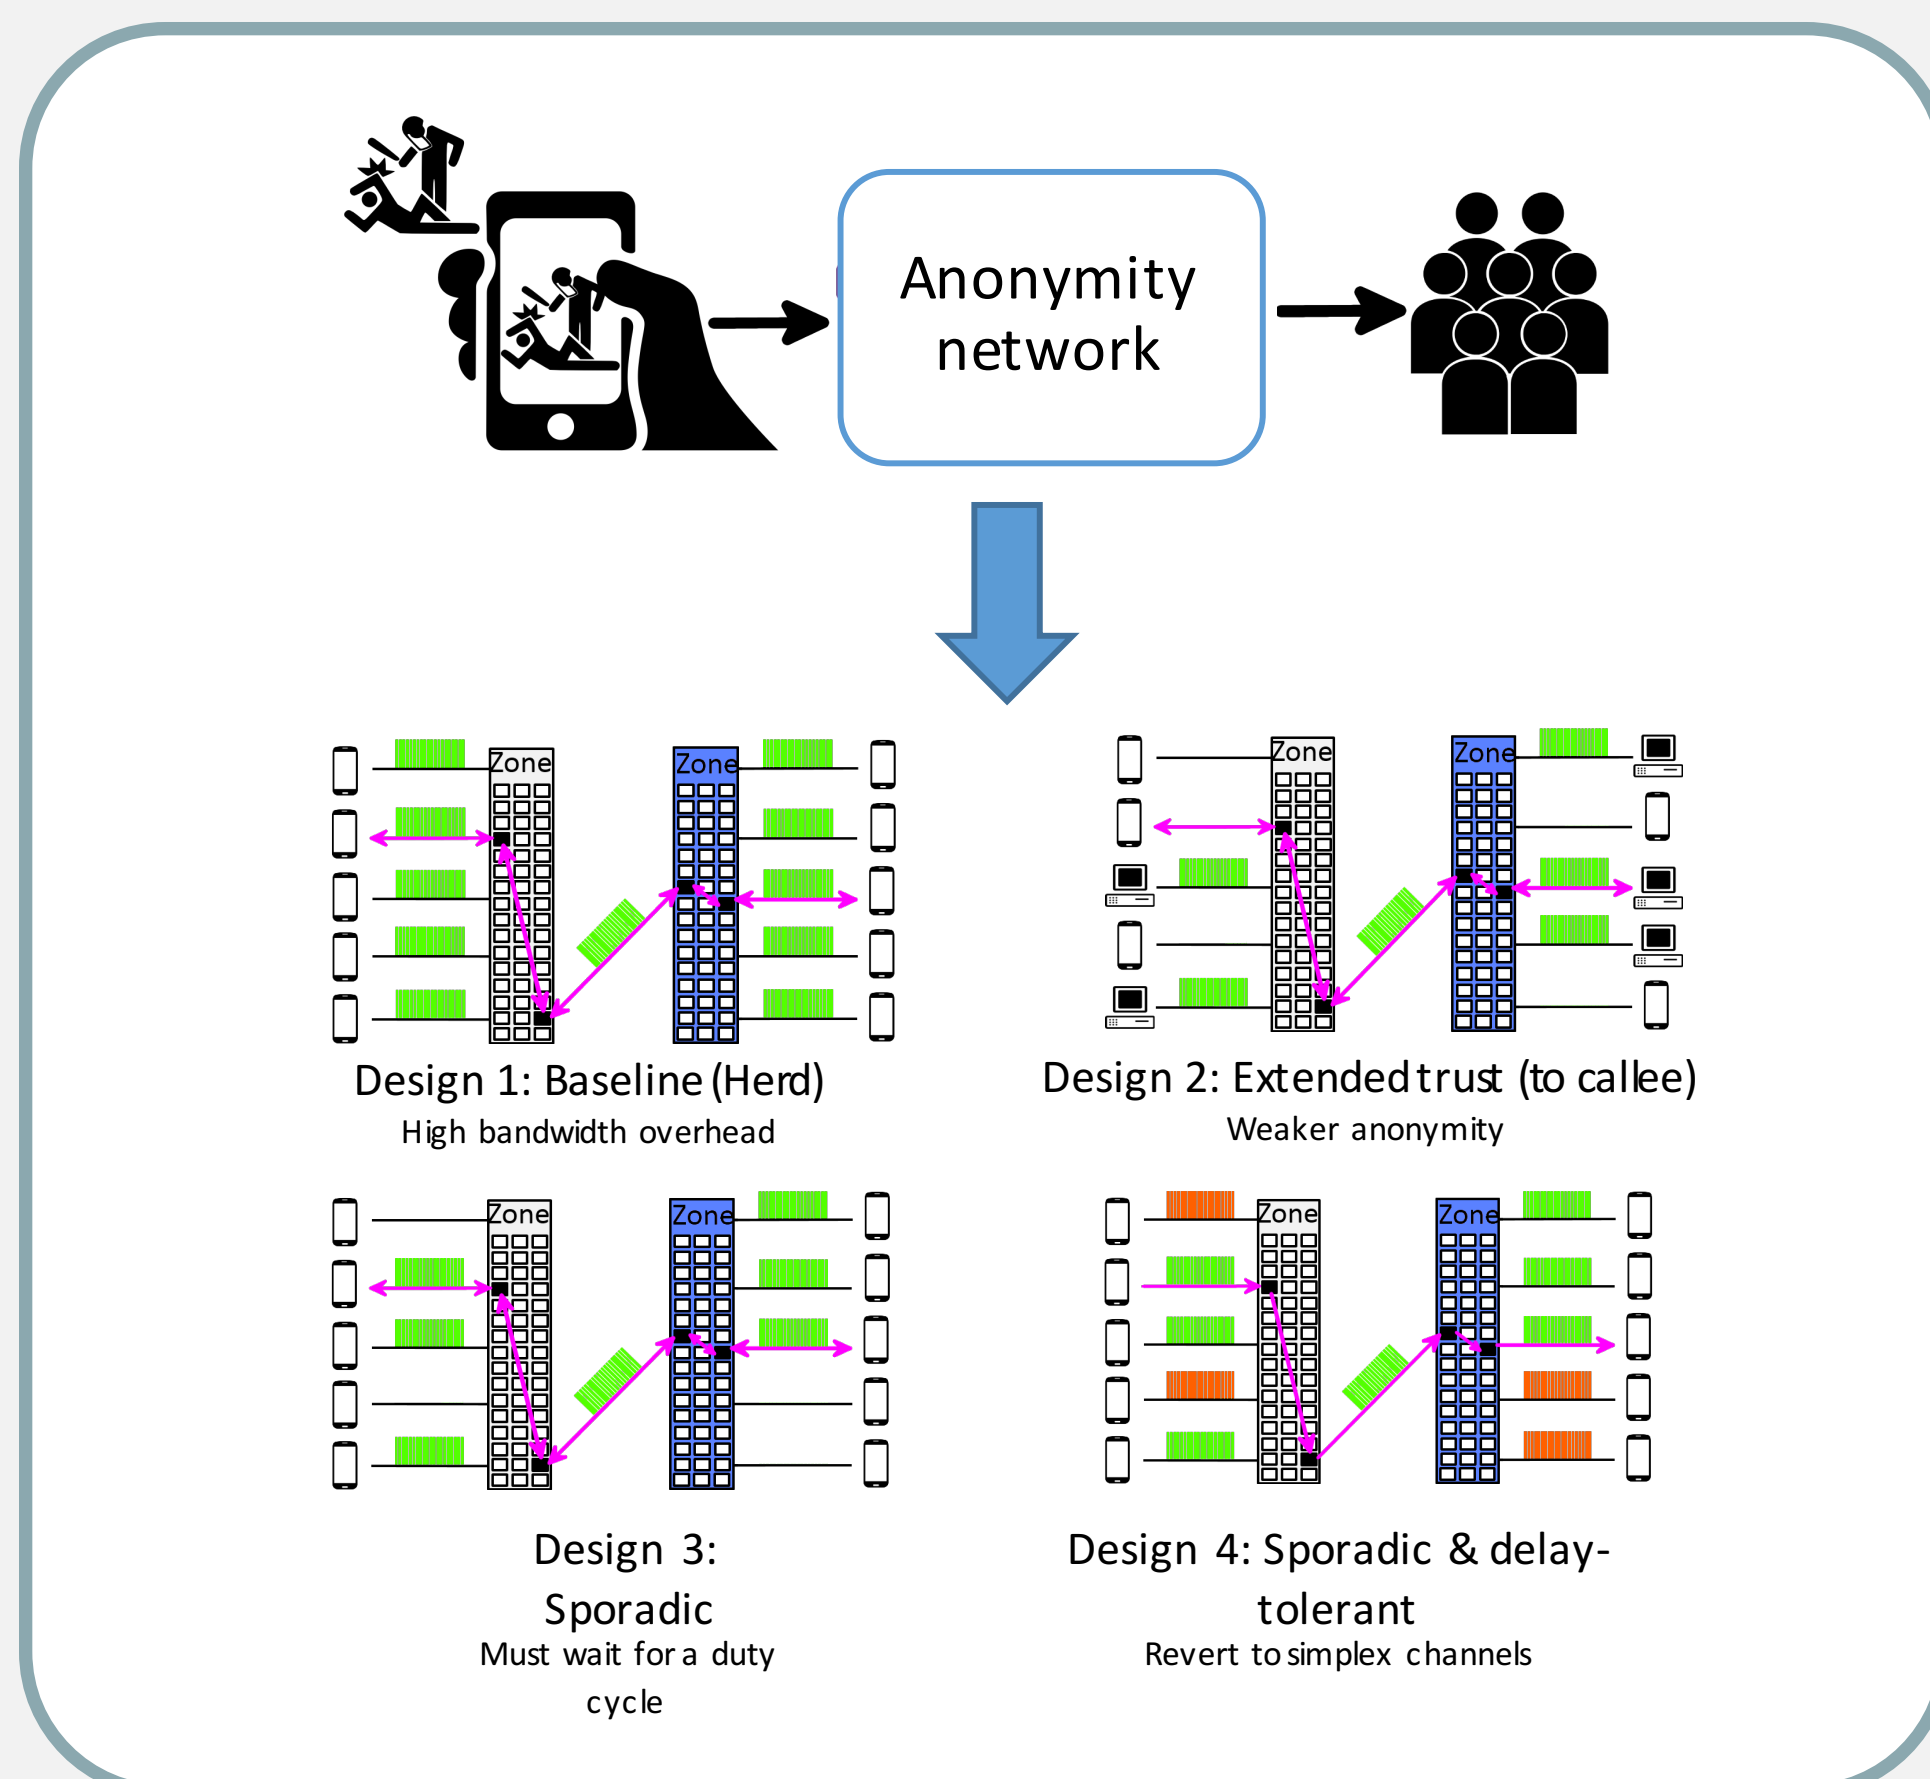 Anonymity
network
Zone
Zone
Zone
Zone
Design 1: Baseline (Herd)
High bandwidth overhead
Design 2: Extended trust (to callee)
Weaker anonymity
Zone
Zone
Zone
Zone
Design 3:
Sporadic
Must wait for a duty
cycle
Design 4: Sporadic & delay-
tolerant
Revert to simplex channels